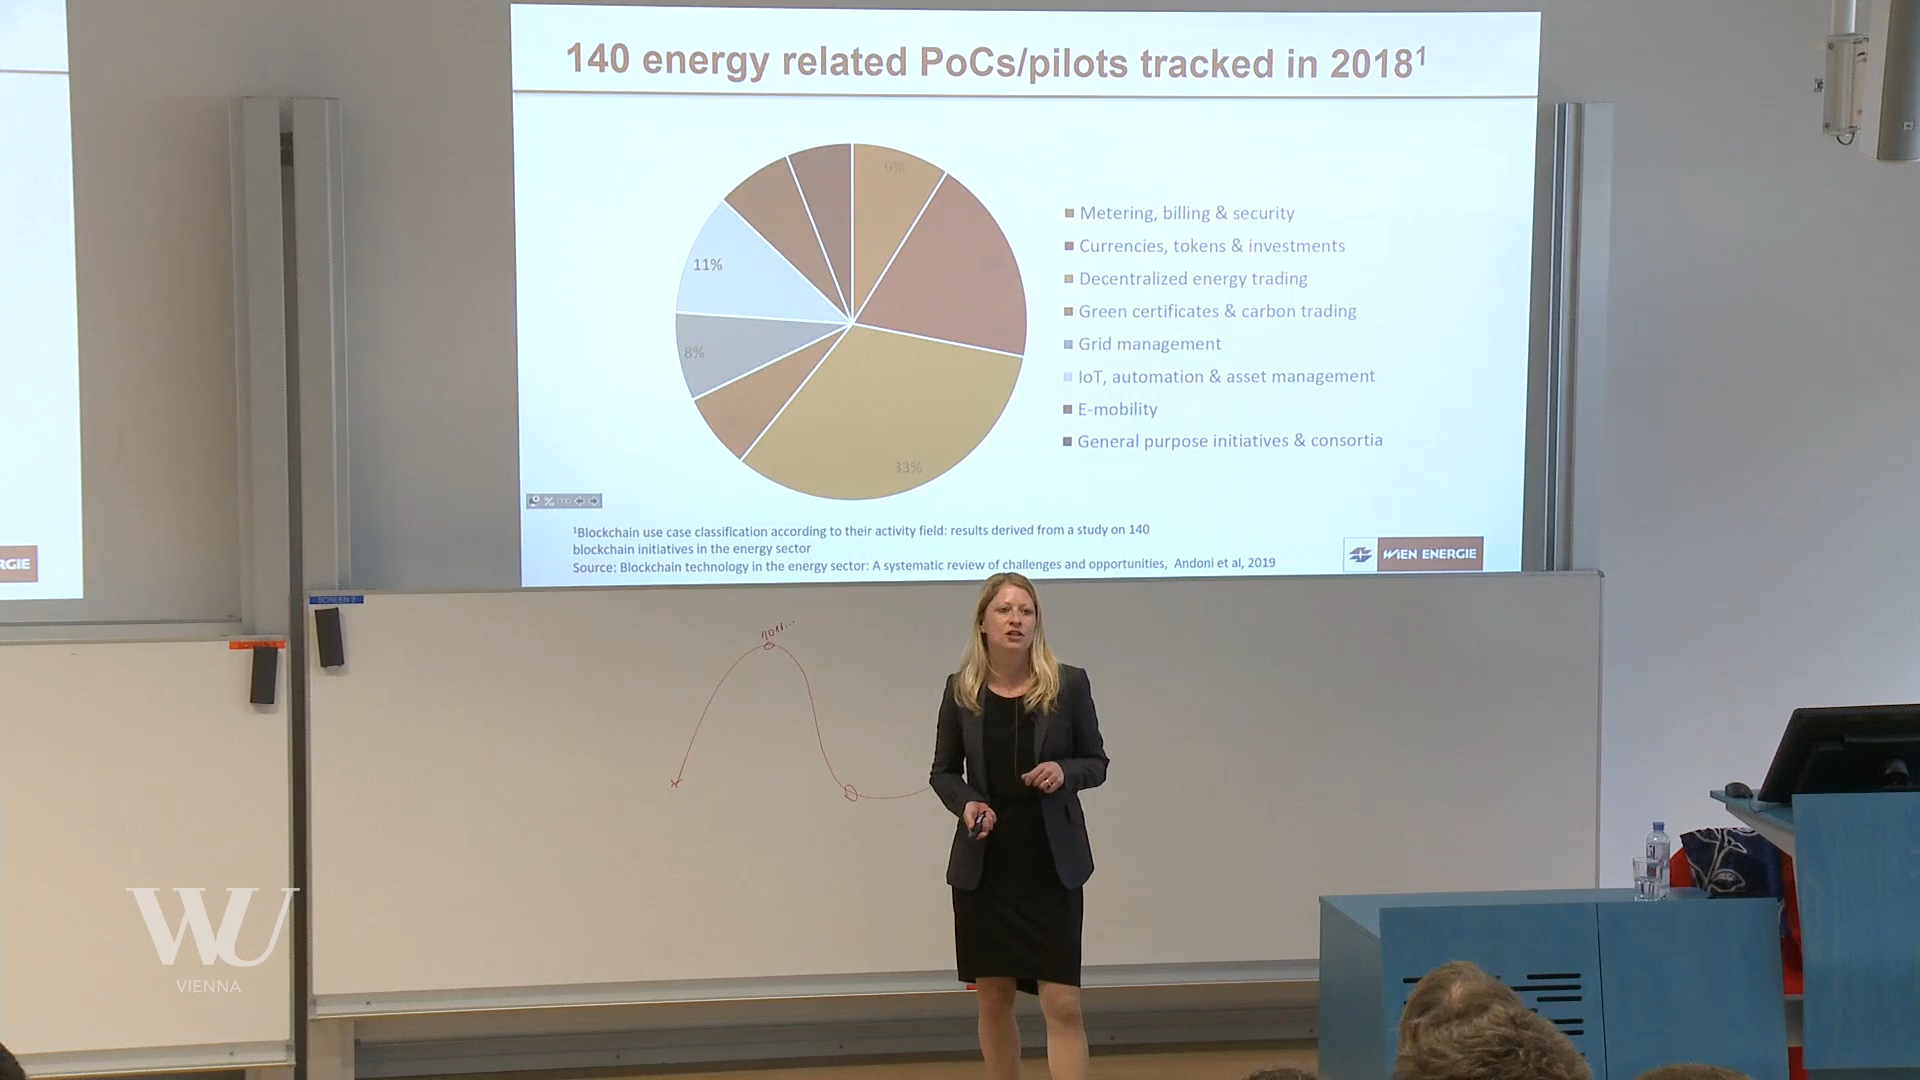 140 energy related PoCs/pilots tracked in 2018¹
9%
11%
8%
33%
Metering, billing & security
Currencies, tokens & investments
Decentralized energy trading
Green certificates & carbon trading
Grid management
IoT, automation & asset management
E-mobility
General purpose initiatives & consortia
¹Blockchain use case classification according to their activity field: results derived from a study on 140
blockchain initiatives in the energy sector
Source: Blockchain technology in the energy sector: A systematic review of challenges and opportunities, Andoni et al, 2019
WIEN ENERGIE
RGIE
SCREEN 2
WU
VIENNA